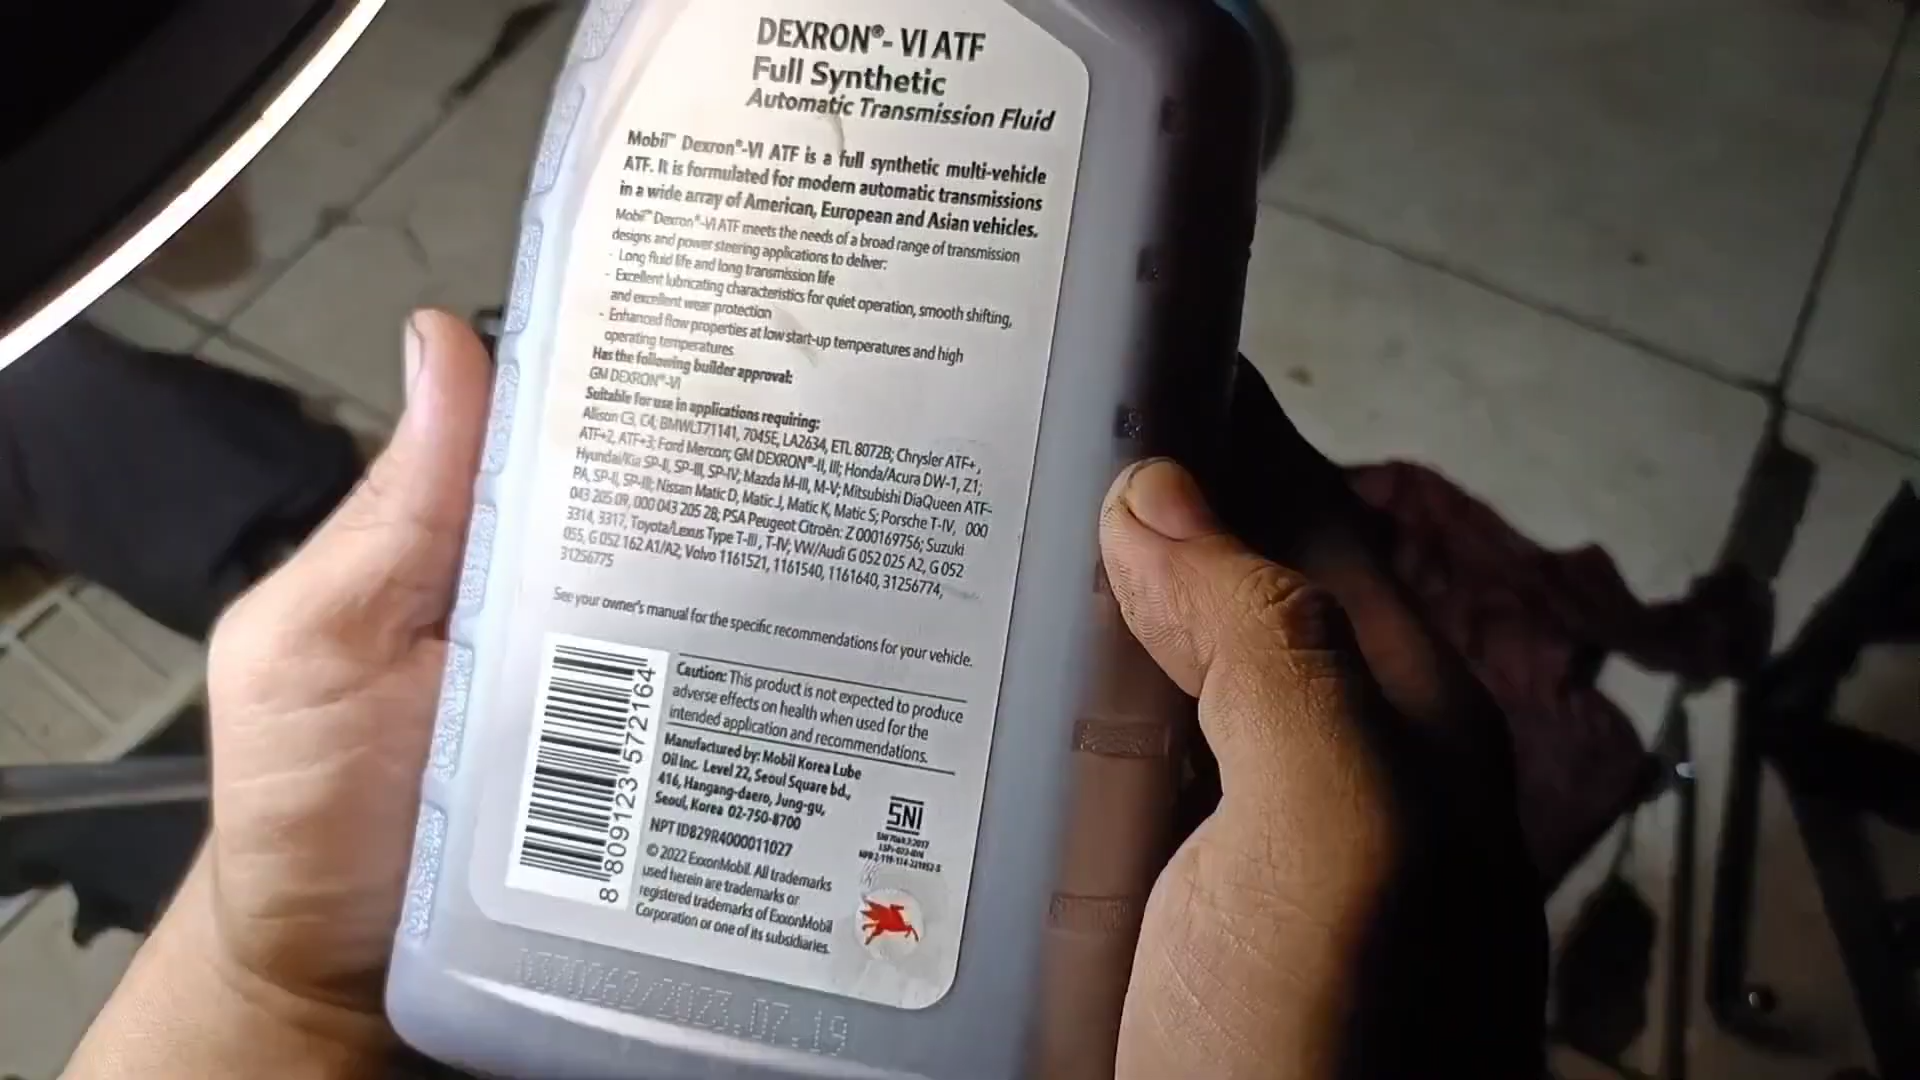 DEXRON®- VI ATF
Full Synthetic
Automatic Transmission Fluid
Mobil™ Dexron®-VI ATF is a full synthetic multi-vehicle
ATF. It is formulated for modern automatic transmissions
in a wide array of American, European and Asian vehicles.
Mobil™ Dexron®-VI ATF meets the needs of a broad range of transmission
designs and power steering applications to deliver:
- Long fluid life and long transmission life
- Excellent lubricating characteristics for quiet operation, smooth shifting,
and excellent wear protection
- Enhanced flow properties at low start-up temperatures and high
operating temperatures
Has the following builder approval:
GM DEXRON®-VI
Suitable for use in applications requiring:
Allison C3, C4; BMWLT71141, 7045E, LA2634, ETL 8072B; Chrysler ATF+,
ATF+2, ATF+3; Ford Mercon; GM DEXRON®-II, III; Honda/Acura DW-1, Z1;
Hyundai/Kia SP-II, SP-III, SP-IV; Mazda M-III, M-V; Mitsubishi DiaQueen ATF-
PA, SP-II, SP-III; Nissan Matic D, Matic J, Matic K, Matic S; Porsche T-IV, 000
043 205 09, 000 043 205 28; PSA Peugeot Citroën: Z 000169756; Suzuki
3314, 3317, Toyota/Lexus Type T-III, T-IV; VW/Audi G 052 025 A2, G 052
055, G 052 162 A1/A2; Volvo 1161521, 1161540, 1161640, 31256774,
31256775
See your owner's manual for the specific recommendations for your vehicle.
Caution: This product is not expected to produce
adverse effects on health when used for the
intended application and recommendations.
Manufactured by: Mobil Korea Lube
Oil Inc. Level 22, Seoul Square bd.,
416, Hangang-daero, Jung-gu,
Seoul, Korea 02-750-8700
NPT ID829R4000011027
© 2022 ExxonMobil. All trademarks
used herein are trademarks or
registered trademarks of ExxonMobil
Corporation or one of its subsidiaries.
8 809123 572164
SNI
2023.07.19